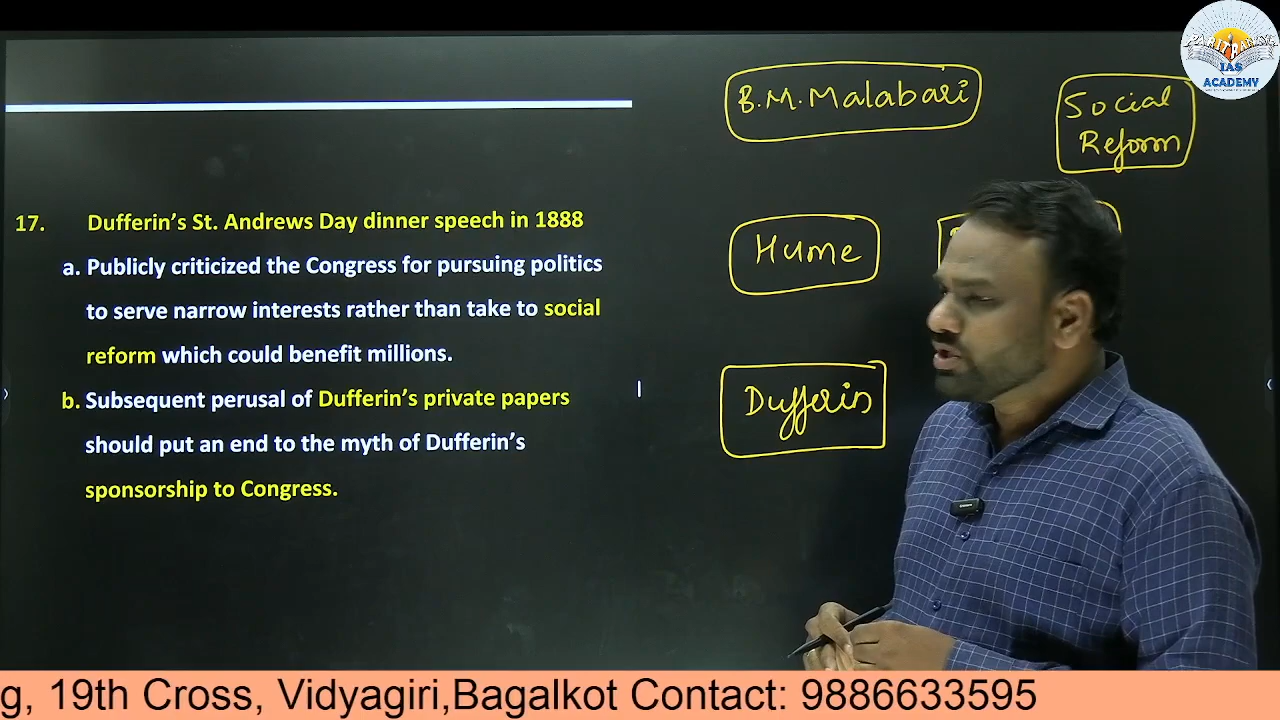 17. Dufferin's St. Andrews Day dinner speech in 1888
a. Publicly criticized the Congress for pursuing politics
to serve narrow interests rather than take to social
reform which could benefit millions.
b. Subsequent perusal of Dufferin's private papers
should put an end to the myth of Dufferin's
sponsorship to Congress.
B.M. Malabari
Social
Reform
Hume
Dufferin
IAS
ACADEMY
g, 19th Cross, Vidyagiri,Bagalkot Contact: 9886633595